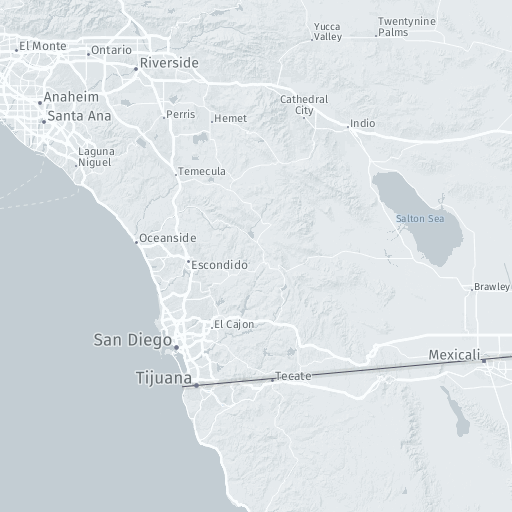 Yucca
Valley
Twentynine
Palms
El Monte
Ontario
Riverside
Anaheim
Cathedral
City
Santa Ana
Perris
Hemet
Indio
Laguna
Niguel
Temecula
Salton Sea
Oceanside
Escondido
Brawley
El Cajon
San Diego
Mexicali
Tijuana
Tecate